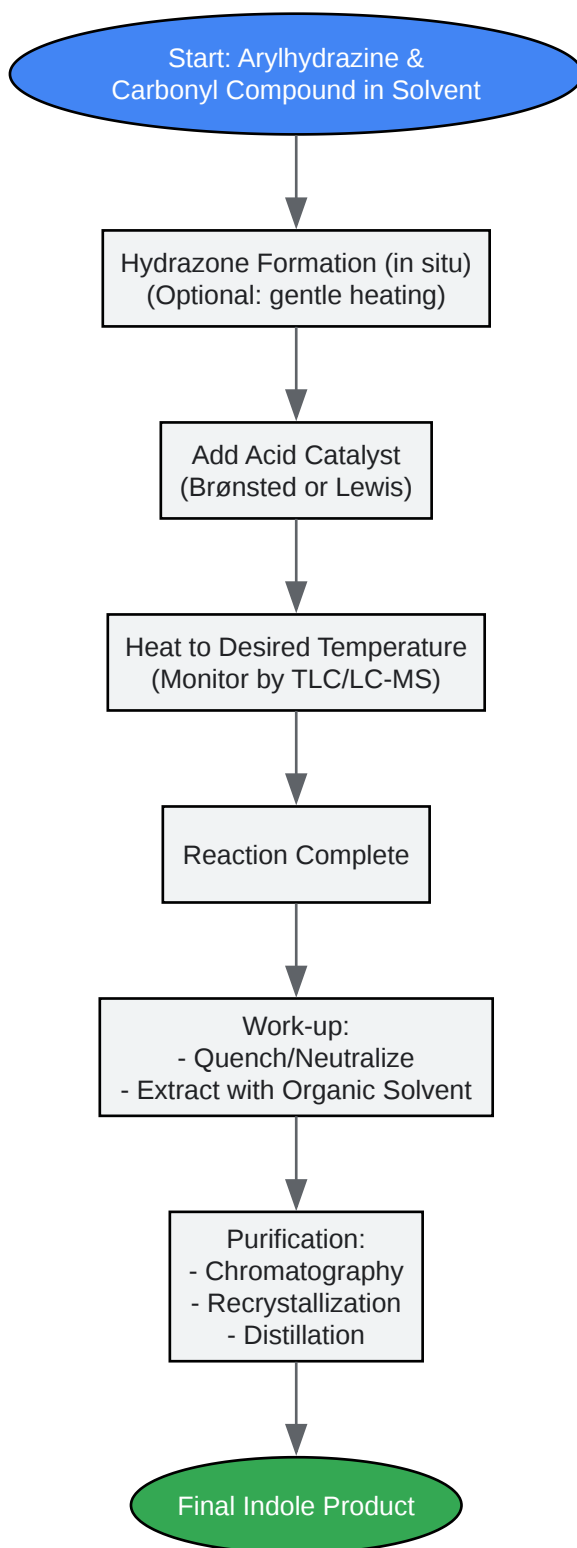 Start: Arylhydrazine &
Carbonyl Compound in Solvent
Hydrazone Formation (in situ)
(Optional: gentle heating)
Add Acid Catalyst
(Brønsted or Lewis)
Heat to Desired Temperature
(Monitor by TLC/LC-MS)
Reaction Complete
Work-up:
- Quench/Neutralize
- Extract with Organic Solvent
Purification:
- Chromatography
- Recrystallization
- Distillation
Final Indole Product